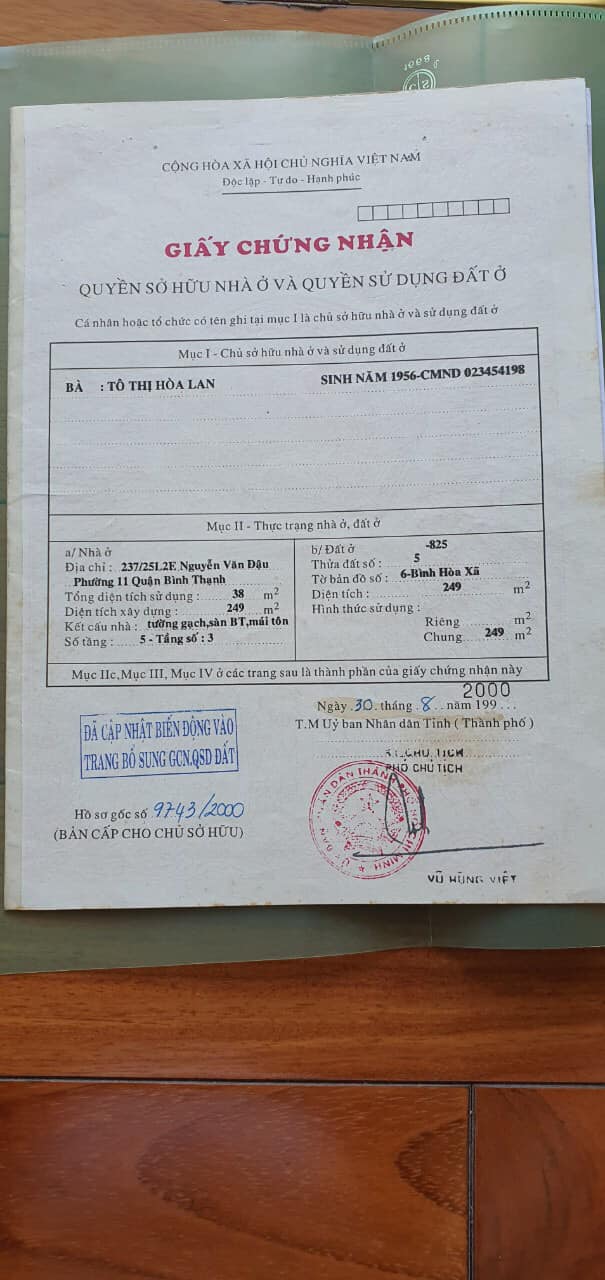 1668
CS
CỘNG HÒA XÃ HỘI CHỦ NGHĨA VIỆT NAM
Độc lập - Tự do - Hạnh phúc
GIẤY CHỨNG NHẬN
QUYỀN SỞ HỮU NHÀ Ở VÀ QUYỀN SỬ DỤNG ĐẤT Ở
Cá nhân hoặc tổ chức có tên ghi tại mục I là chủ sở hữu nhà ở và sử dụng đất ở
Mục I - Chủ sở hữu nhà ở và sử dụng đất ở
BÀ : TÔ THỊ HÒA LAN SINH NĂM 1956-CMND 023454198
Mục II - Thực trạng nhà ở, đất ở
a/ Nhà ở
Địa chỉ : 237/25L2E Nguyễn Văn Đậu
Phường 11 Quận Bình Thạnh
Tổng diện tích sử dụng : 38 m2
Diện tích xây dựng : 249 m2
Kết cấu nhà : tường gạch,sàn BT,mái tôn
Số tầng : 5 - Tầng số : 3
b/ Đất ở -825
Thửa đất số : 5
Tờ bản đồ số : 6-Bình Hòa Xã
Diện tích : 249 m2
Hình thức sử dụng :
Riêng m2
Chung 249 m2
Mục IIc,Mục III, Mục IV ở các trang sau là thành phần của giấy chứng nhận này
2000
Ngày 30 tháng 8 năm 199
T.M Uỷ ban Nhân dân Tỉnh ( Thành phố )
KT.CHỦ TỊCH
PHÓ CHỦ TỊCH
ĐÃ CẬP NHẬT BIẾN ĐỘNG VÀO
TRANG BỔ SUNG GCN.QSD ĐẤT
Hồ sơ gốc số 9743/2000
(BẢN CẤP CHO CHỦ SỞ HỮU)
VŨ HÙNG VIỆT